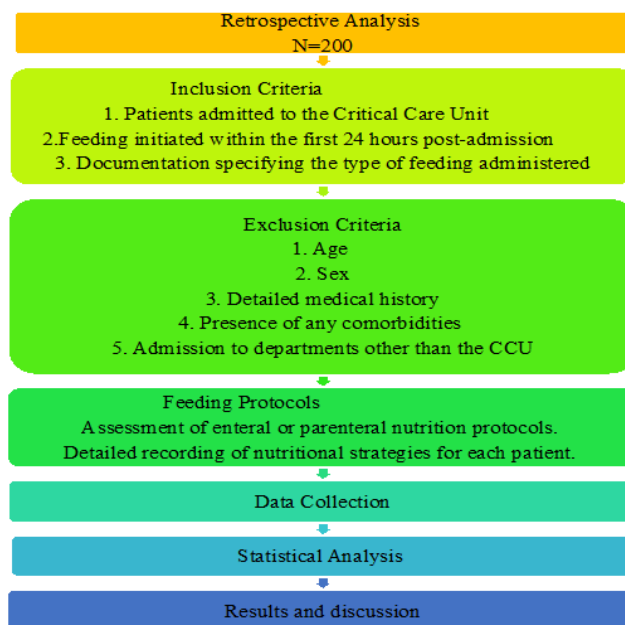 Retrospective Analysis
N=200
Inclusion Criteria
1. Patients admitted to the Critical Care Unit
2.Feeding initiated within the first 24 hours post-admission
3. Documentation specifying the type of feeding administered
Exclusion Criteria
1. Age
2. Sex
3. Detailed medical history
4. Presence of any comorbidities
5. Admission to departments other than the CCU
Feeding Protocols
Assessment of enteral or parenteral nutrition protocols.
Detailed recording of nutritional strategies for each patient.
Data Collection
Statistical Analysis
Results and discussion